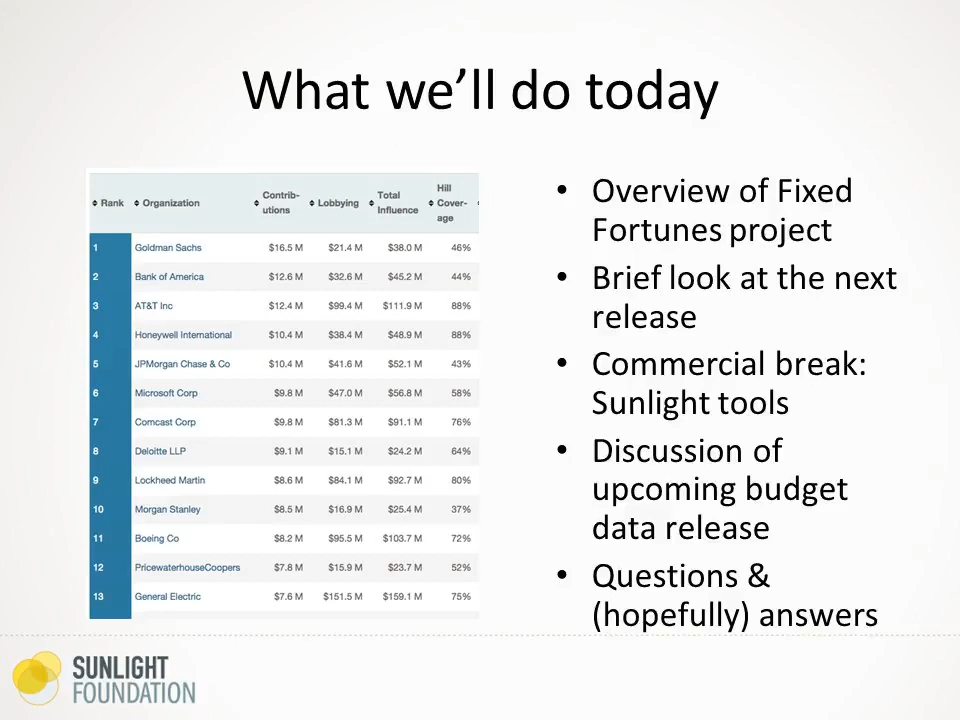 What we’ll do today
Rank Organization Contrib-utions Lobbying Total Influence Hill Cover-age
1 Goldman Sachs $16.5 M $21.4 M $38.0 M 46%
2 Bank of America $12.6 M $32.6 M $45.2 M 44%
3 AT&T Inc $12.4 M $99.4 M $111.9 M 88%
4 Honeywell International $10.4 M $38.4 M $48.9 M 88%
5 JPMorgan Chase & Co $10.4 M $41.6 M $52.1 M 43%
6 Microsoft Corp $9.8 M $47.0 M $56.8 M 58%
7 Comcast Corp $9.8 M $81.3 M $91.1 M 76%
8 Deloitte LLP $9.1 M $15.1 M $24.2 M 64%
9 Lockheed Martin $8.6 M $84.1 M $92.7 M 80%
10 Morgan Stanley $8.5 M $16.9 M $25.4 M 37%
11 Boeing Co $8.2 M $95.5 M $103.7 M 72%
12 PricewaterhouseCoopers $7.8 M $15.9 M $23.7 M 52%
13 General Electric $7.6 M $151.5 M $159.1 M 75%
• Overview of Fixed
Fortunes project
• Brief look at the next
release
• Commercial break:
Sunlight tools
• Discussion of
upcoming budget
data release
• Questions &
(hopefully) answers
SUNLIGHT
FOUNDATION